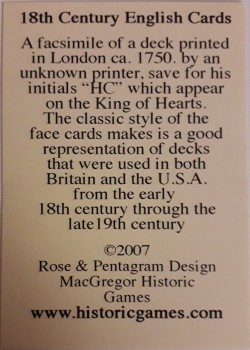 18th Century English Cards
A facsimile of a deck printed
in London ca. 1750. by an
unknown printer, save for his
initials “HC” which appear
on the King of Hearts.
The classic style of the
face cards makes is a good
representation of decks
that were used in both
Britain and the U.S.A.
from the early
18th century through the
late19th century
©2007
Rose & Pentagram Design
MacGregor Historic
Games
www.historicgames.com